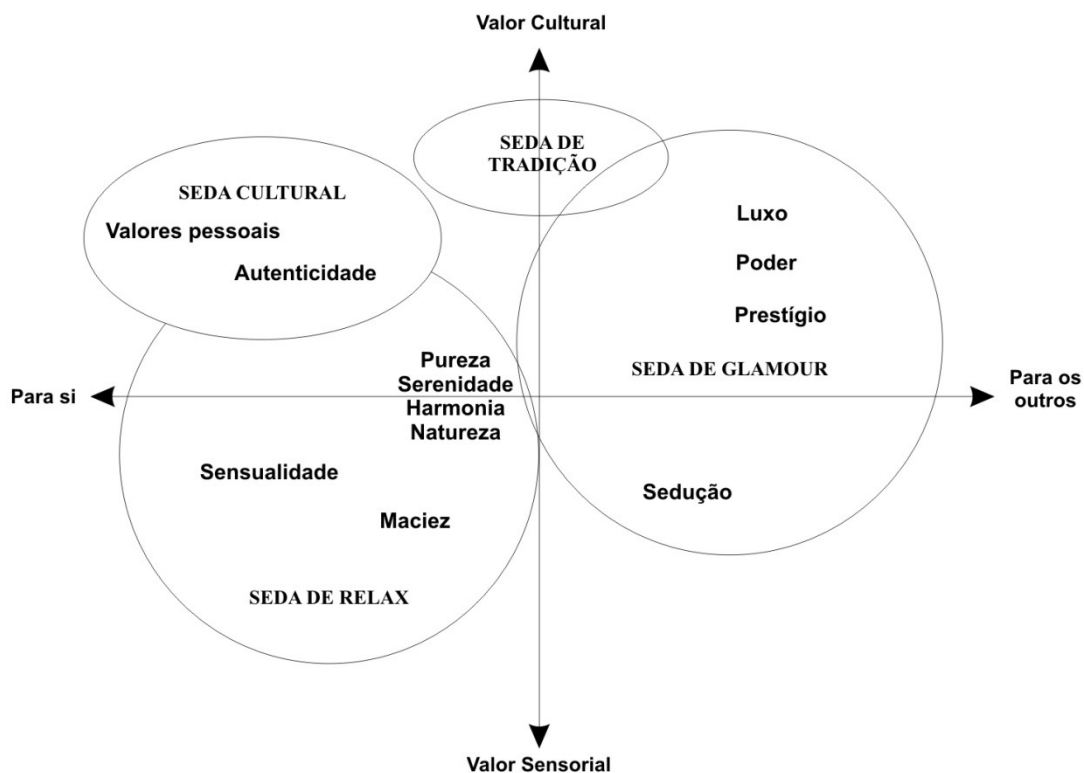 Valor Cultural
SEDA DE
TRADIÇÃO
SEDA CULTURAL
Valores pessoais
Autenticidade
Luxo
Poder
Prestígio
SEDA DE GLAMOUR
Pureza
Serenidade
Harmonia
Natureza
Para si
Para os
outros
Sensualidade
Maciez
Sedução
SEDA DE RELAX
Valor Sensorial